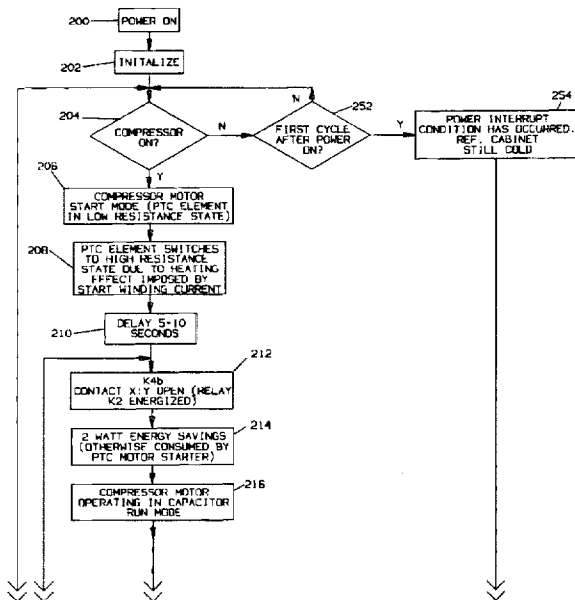 200
POWER ON
202
INITALIZE
204
COMPRESSOR
ON?
N
Y
252
FIRST CYCLE
AFTER POWER
ON?
N
Y
254
POWER INTERRUPT
CONDITION HAS OCCURRED.
REF. CABINET
STILL COLD
206
COMPRESSOR MOTOR
START MODE (PTC ELEMENT
IN LOW RESISTANCE STATE)
208
PTC ELEMENT SWITCHES
TO HIGH RESISTANCE
STATE DUE TO HEATING
EFFECT IMPOSED BY
START WINDING CURRENT
210
DELAY 5-10
SECONDS
212
K4b
CONTACT X:Y OPEN (RELAY
K2 ENERGIZED)
214
2 WATT ENERGY SAVINGS
(OTHERWISE CONSUMED BY
PTC MOTOR STARTER)
216
COMPRESSOR MOTOR
OPERATING IN CAPACITOR
RUN MODE